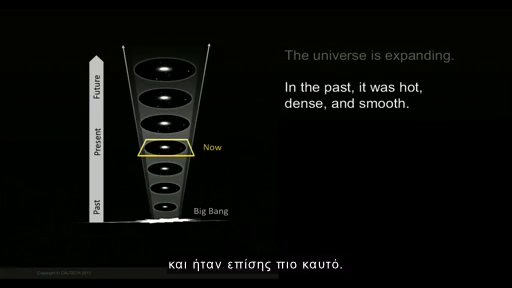 The universe is expanding.
In the past, it was hot,
dense, and smooth.
Future
Present
Past
Now
Big Bang
και ήταν επίσης πιο καυτό.